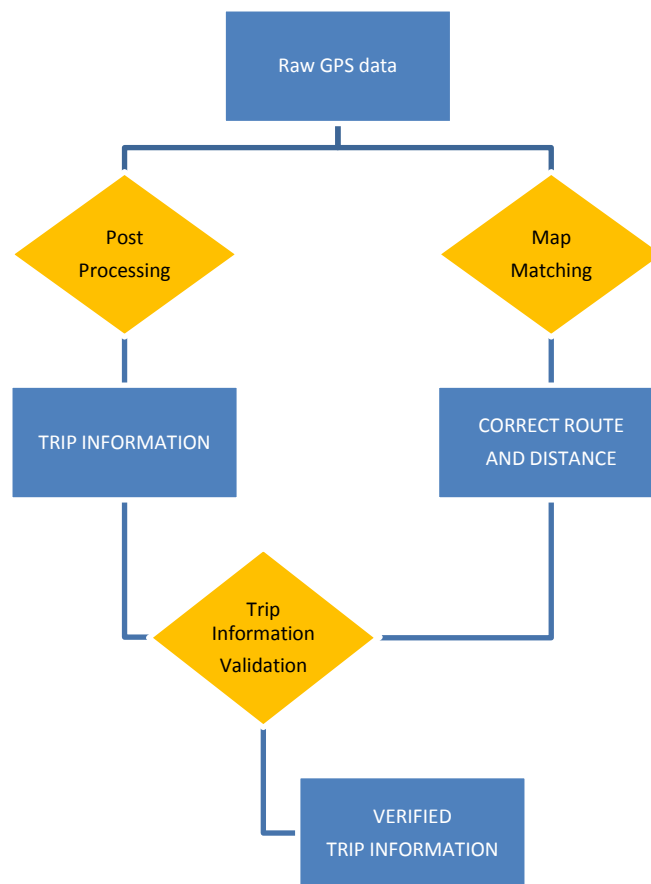 Raw GPS data
Post
Processing
Map
Matching
TRIP INFORMATION
CORRECT ROUTE
AND DISTANCE
Trip
Information
Validation
VERIFIED
TRIP INFORMATION